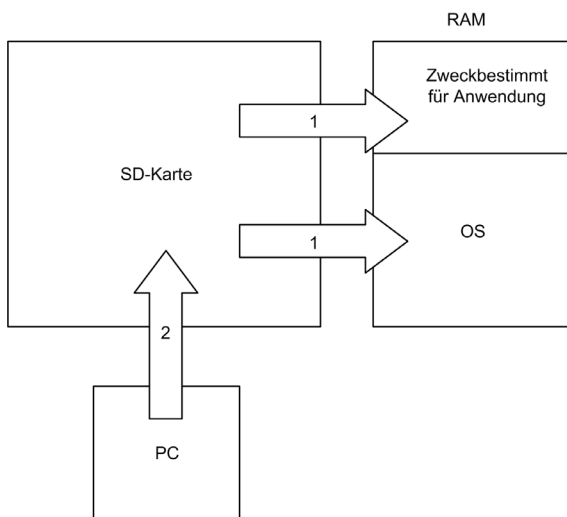 RAM
Zweckbestimmt
für Anwendung
1
SD-Karte
1
OS
2
PC